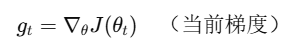 g_t = ∇_θ J(θ_t) （当前梯度）